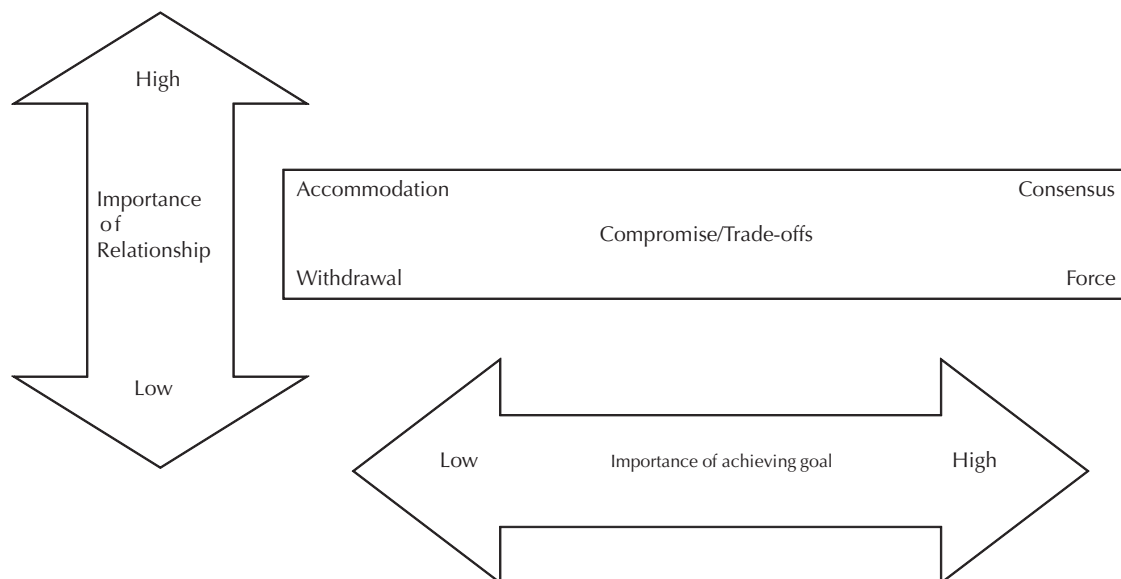 High
Importance
of
Relationship
Low
Accommodation
Consensus
Compromise/Trade-offs
Withdrawal
Force
Low
Importance of achieving goal
High